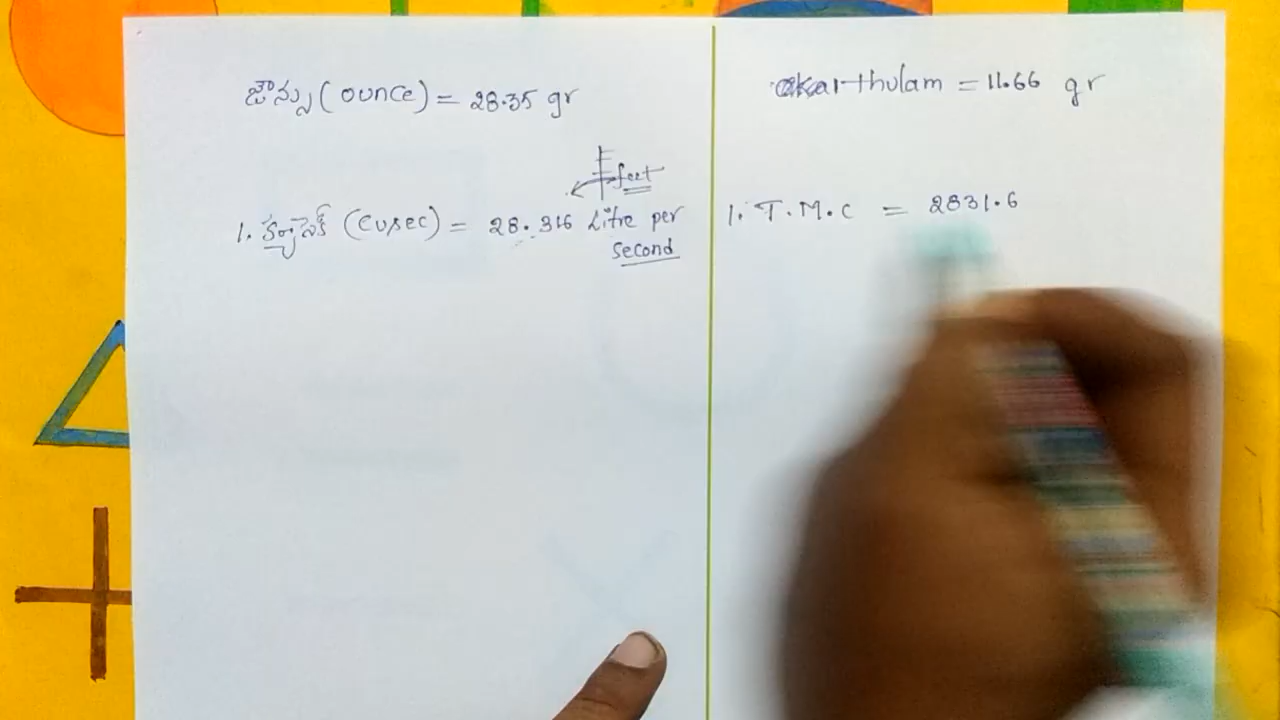 ఔన్సు (ounce) = 28.35 gr
feet
1. క్యూసెక్ (Cusec) = 28.316 Litre per
second
thulam = 11.66 gr
1. T.M.C = 2831.6